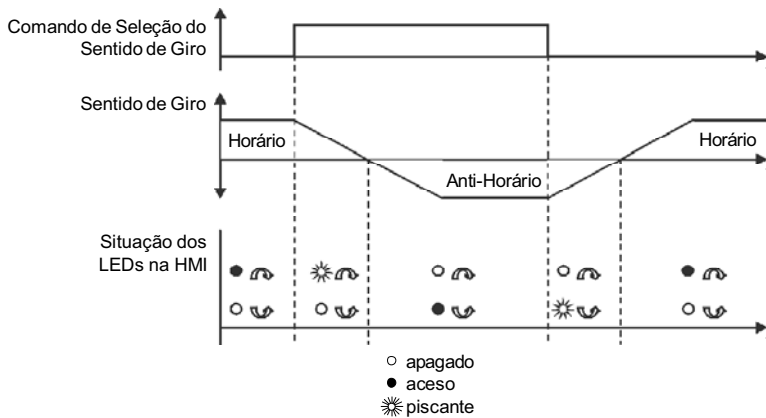 Comando de Seleção do
Sentido de Giro
Sentido de Giro
Horário
Horário
Anti-Horário
Situação dos
LEDs na HMI
apagado
aceso
piscante